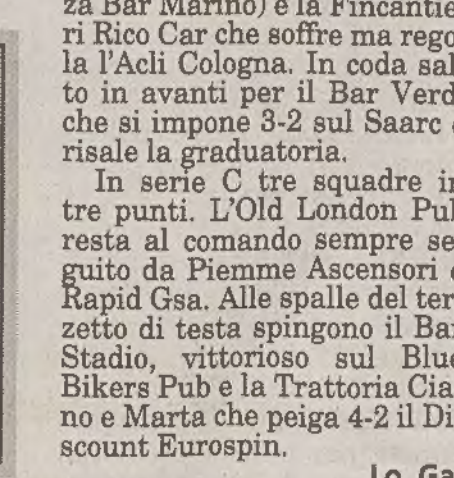 za Bar Marino) e la Fincantie-
ri Rico Car che soffre ma rego-
la l'Acli Cologna. In coda sal-
to in avanti per il Bar Verd
che si impone 3-2 sul Saarc e
risale la graduatoria.
In serie C tre squadre in
tre punti. L'Old London Pub
resta al comando sempre se-
guito da Piemme Ascensori e
Rapid Gsa. Alle spalle del ter-
zetto di testa spingono il Bar
Stadio, vittorioso sul Blue
Bikers Pub e la Trattoria Cia-
no e Marta che peiga 4-2 il Di-
scount Eurospin.
Lo Ga